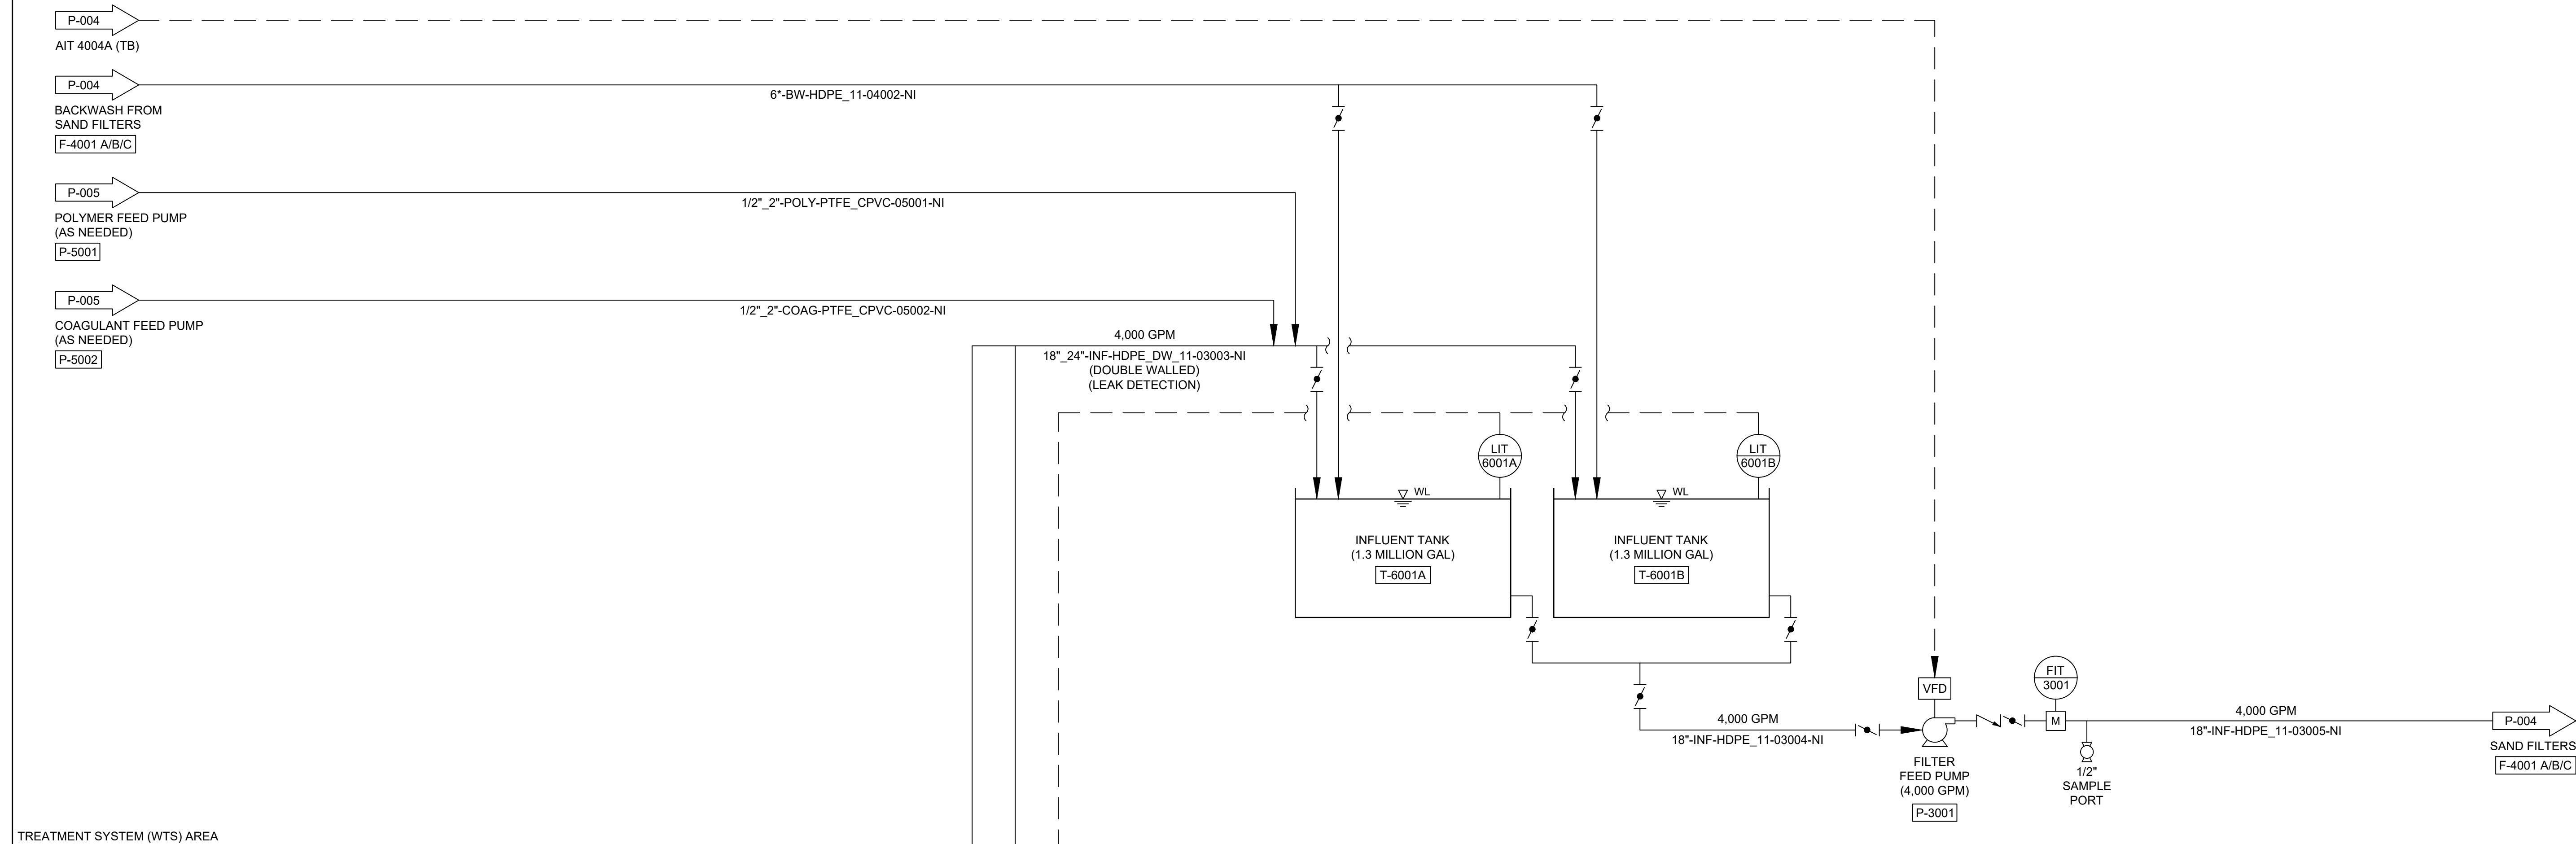 P-004
AIT 4004A (TB)
P-004
BACKWASH FROM
SAND FILTERS
F-4001 A/B/C
6*-BW-HDPE_11-04002-NI
P-005
POLYMER FEED PUMP
(AS NEEDED)
P-5001
1/2"_2"-POLY-PTFE_CPVC-05001-NI
P-005
COAGULANT FEED PUMP
(AS NEEDED)
P-5002
1/2"_2"-COAG-PTFE_CPVC-05002-NI
4,000 GPM
18"_24"-INF-HDPE_DW_11-03003-NI
(DOUBLE WALLED)
(LEAK DETECTION)
LIT
6001A
LIT
6001B
WL
INFLUENT TANK
(1.3 MILLION GAL)
T-6001A
WL
INFLUENT TANK
(1.3 MILLION GAL)
T-6001B
4,000 GPM
18"-INF-HDPE_11-03004-NI
VFD
FILTER
FEED PUMP
(4,000 GPM)
P-3001
FIT
3001
M
1/2"
SAMPLE
PORT
4,000 GPM
18"-INF-HDPE_11-03005-NI
P-004
SAND FILTERS
F-4001 A/B/C
TREATMENT SYSTEM (WTS) AREA